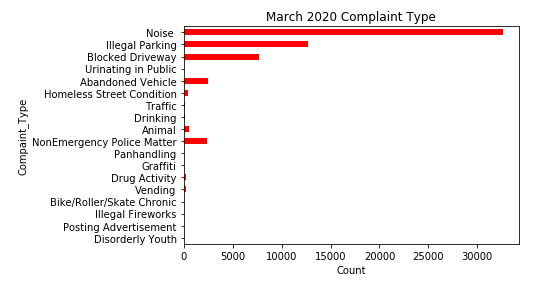 March 2020 Complaint Type
Noise
Illegal Parking
Blocked Driveway
Urinating in Public
Abandoned Vehicle
Homeless Street Condition
Traffic
Drinking
Animal
NonEmergency Police Matter
Panhandling
Graffiti
Drug Activity
Vending
Bike/Roller/Skate Chronic
Illegal Fireworks
Posting Advertisement
Disorderly Youth
Compaint_Type
0 5000 10000 15000 20000 25000 30000
Count